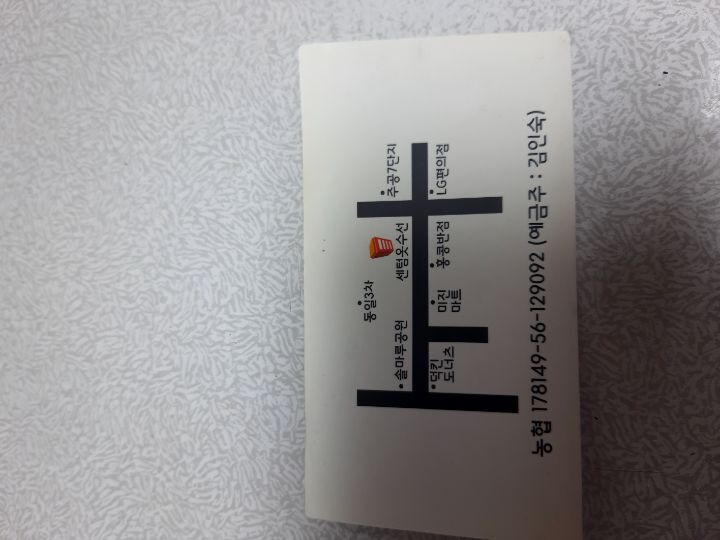 동일3차
솔마루공원
센텀옷수선
주공7단지
덕킨
도너츠
미진
마트
홍콩반점
LG편의점
농협 178149-56-129092 (예금주 : 김인숙)